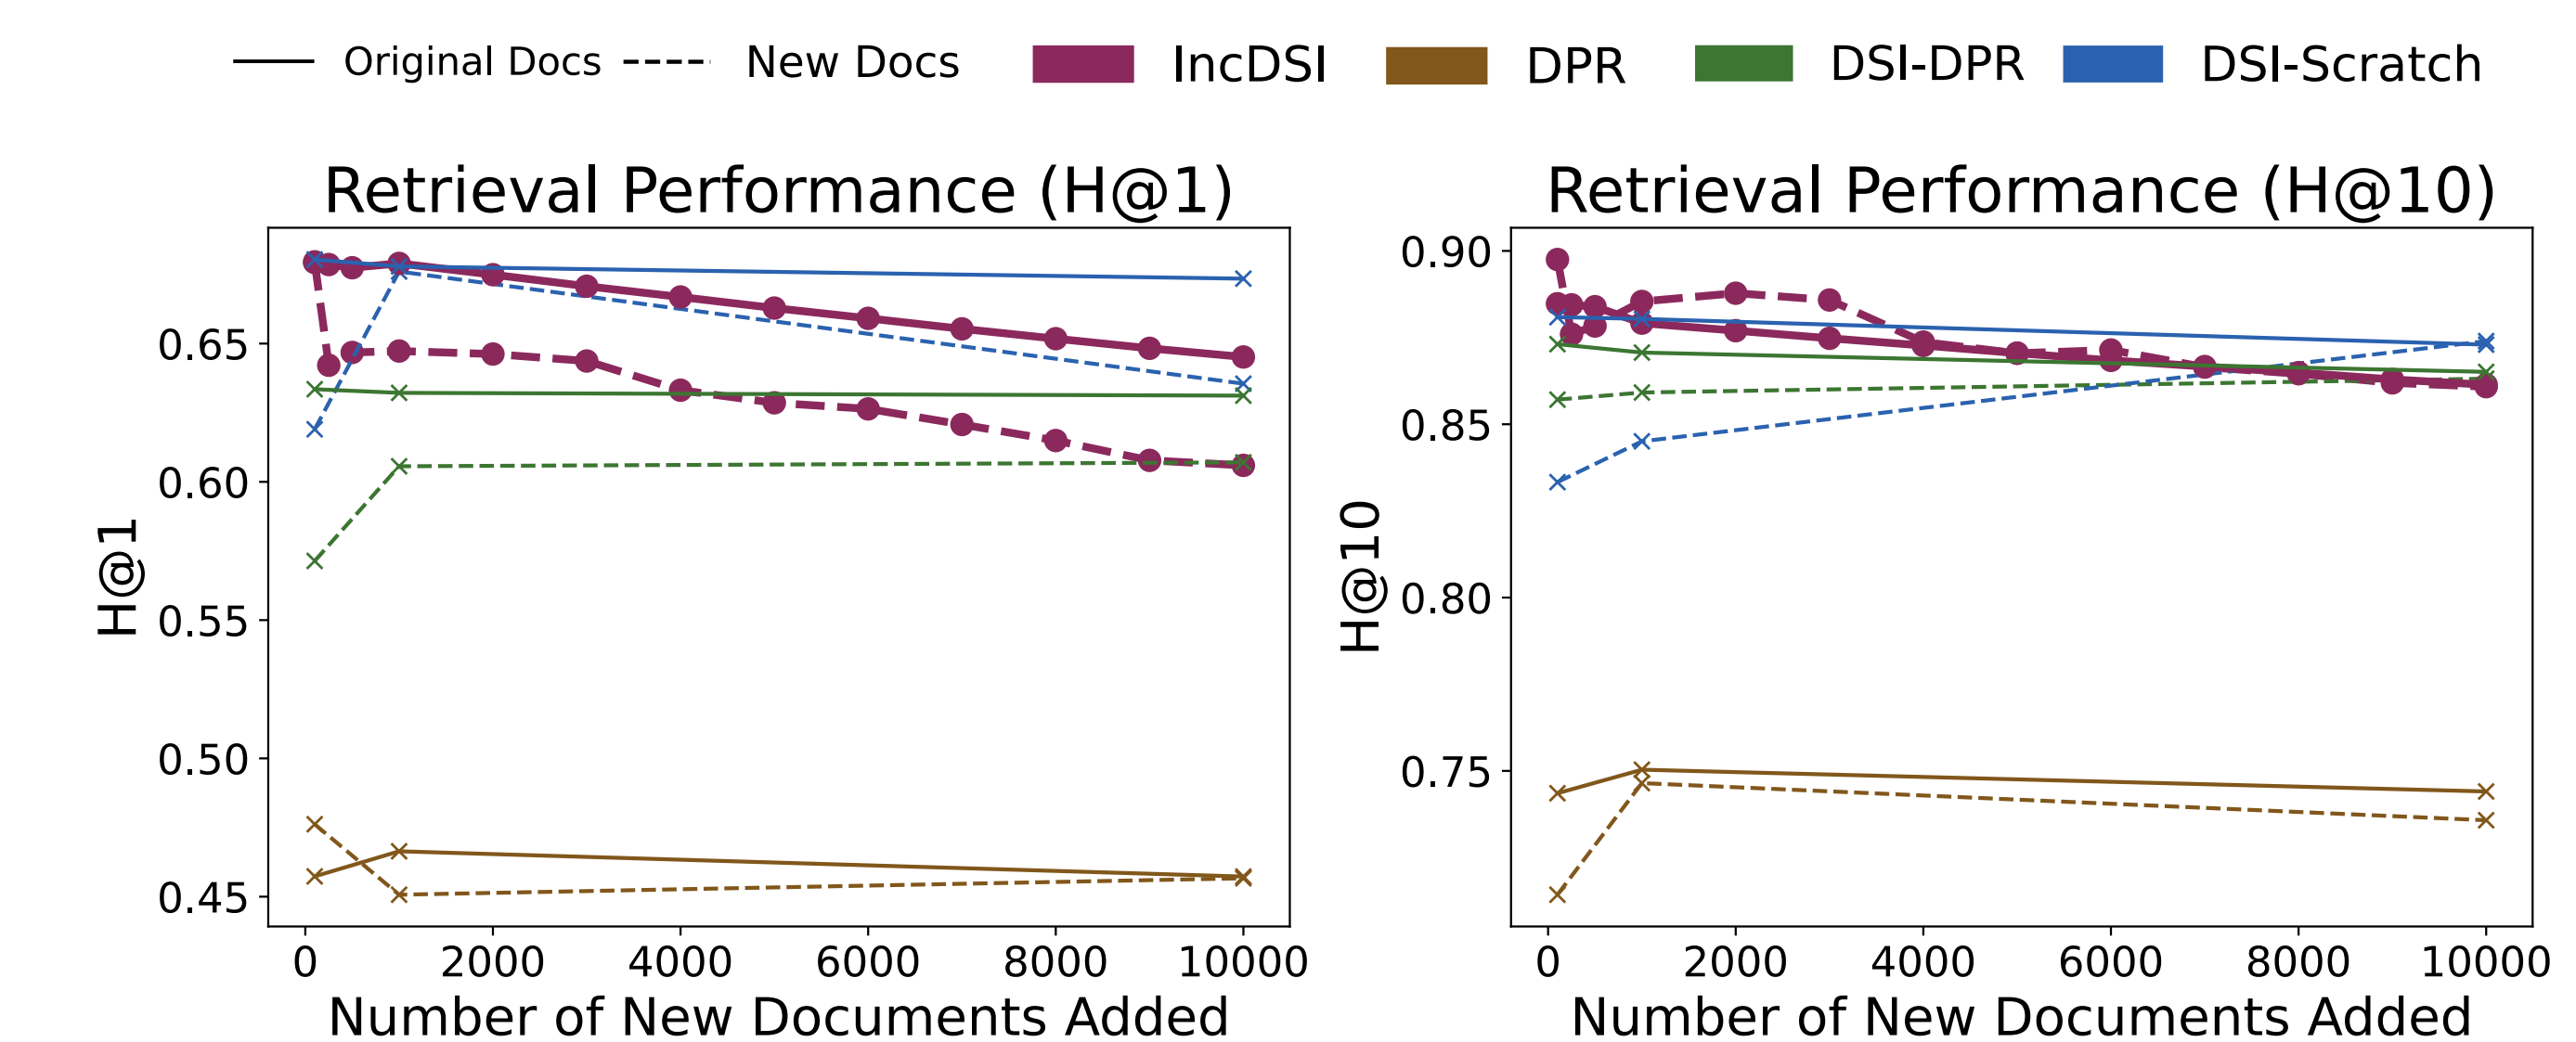 Original Docs New Docs IncDSI DPR DSI-DPR DSI-Scratch
Retrieval Performance (H@1)
H@1
0.65
0.60
0.55
0.50
0.45
0 2000 4000 6000 8000 10000
Number of New Documents Added
Retrieval Performance (H@10)
H@10
0.90
0.85
0.80
0.75
0 2000 4000 6000 8000 10000
Number of New Documents Added